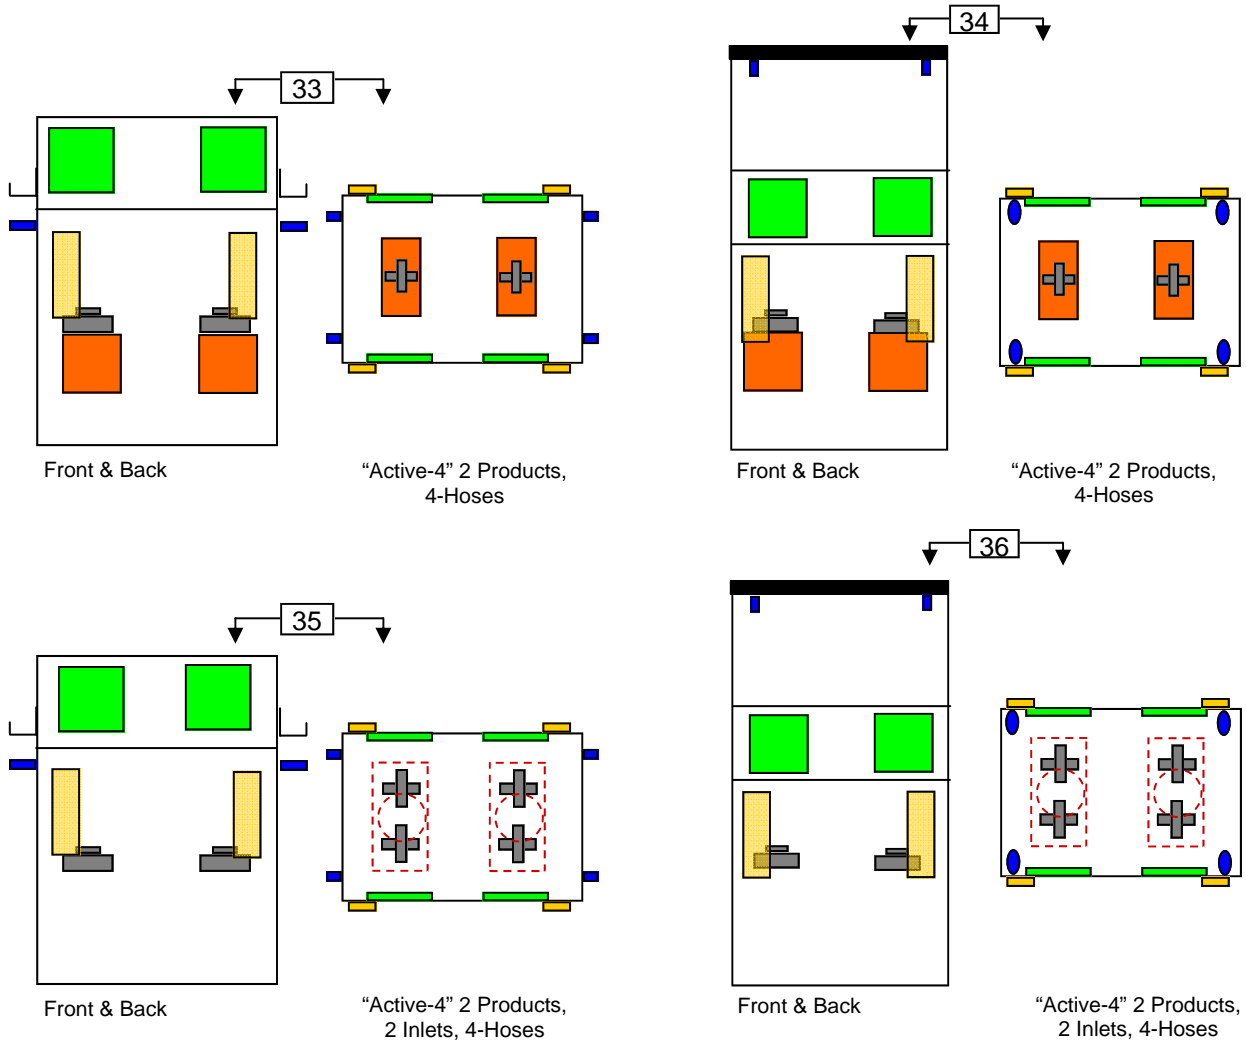 34
33
Front & Back
“Active-4” 2 Products,
4-Hoses
Front & Back
“Active-4” 2 Products,
4-Hoses
36
35
Front & Back
“Active-4” 2 Products,
2 Inlets, 4-Hoses
Front & Back
“Active-4” 2 Products,
2 Inlets, 4-Hoses